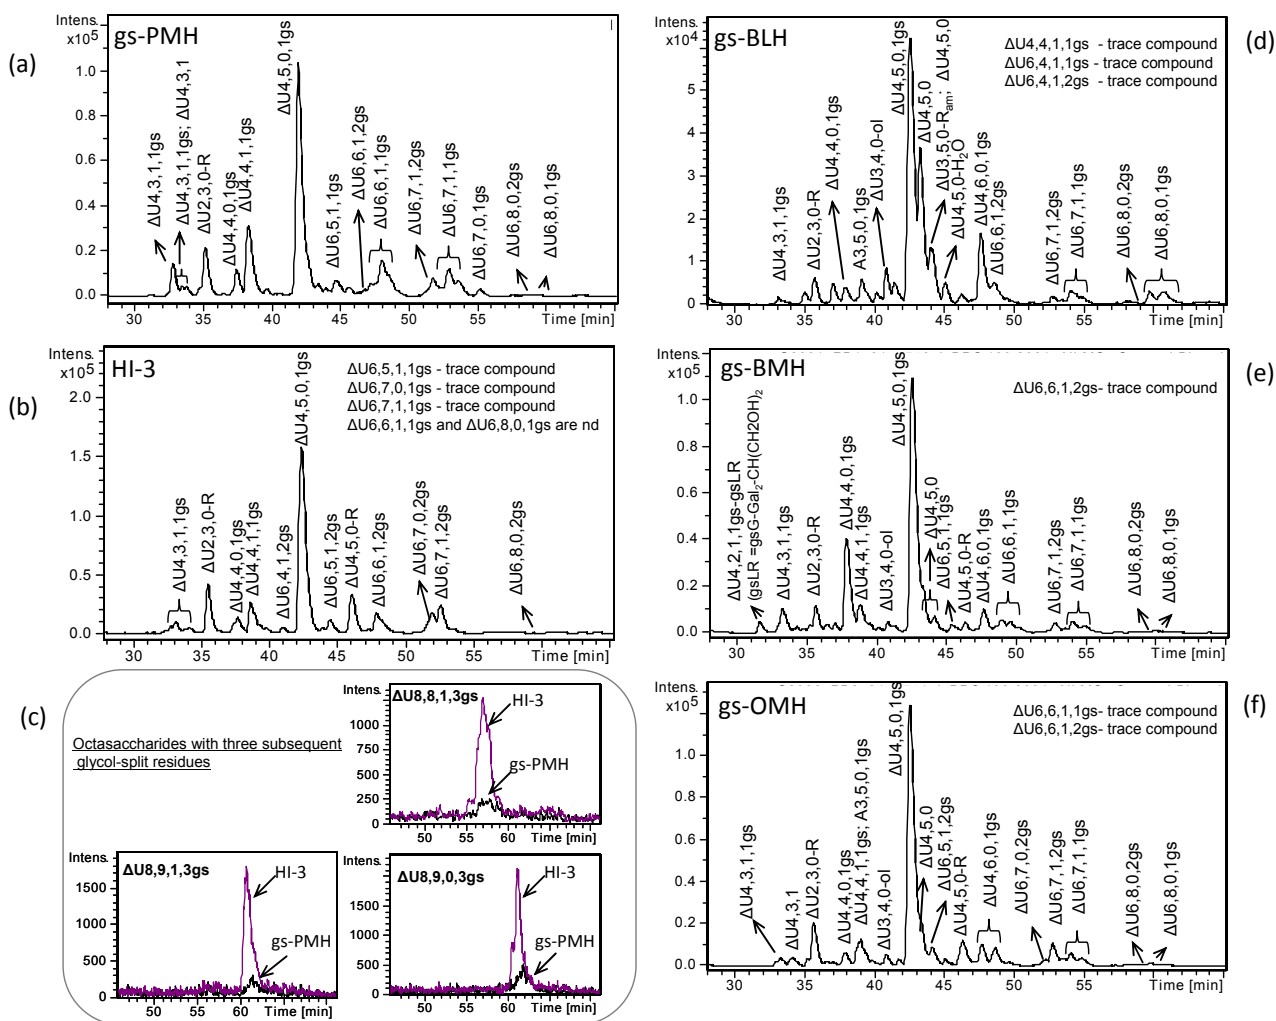 (a)
Intens.
x10⁵
gs-PMH
1.0
0.8
0.6
0.4
0.2
0.0
ΔU4,3,1,1gs
ΔU4,3,1,1gs; ΔU4,3,1
ΔU2,3,0-R
ΔU4,4,0,1gs
ΔU4,4,1,1gs
ΔU4,5,0,1gs
ΔU6,5,1,1gs
ΔU6,6,1,2gs
ΔU6,6,1,1gs
ΔU6,7,1,2gs
ΔU6,7,1,1gs
ΔU6,7,0,1gs
ΔU6,8,0,2gs
ΔU6,8,0,1gs
30 35 40 45 50 55 Time [min]
(b)
Intens.
x10⁵
HI-3
2.0
1.5
1.0
0.5
0.0
ΔU6,5,1,1gs - trace compound
ΔU6,7,0,1gs - trace compound
ΔU6,7,1,1gs - trace compound
ΔU6,6,1,1gs and ΔU6,8,0,1gs are nd
ΔU4,3,1,1gs
ΔU2,3,0-R
ΔU4,4,0,1gs
ΔU4,4,1,1gs
ΔU6,4,1,2gs
ΔU4,5,0,1gs
ΔU6,5,1,2gs
ΔU4,5,0-R
ΔU6,6,1,2gs
ΔU6,7,0,2gs
ΔU6,7,1,2gs
ΔU6,8,0,2gs
30 35 40 45 50 55 Time [min]
(c)
Octasaccharides with three subsequent
glycol-split residues
Intens.
ΔU8,8,1,3gs
HI-3
gs-PMH
1000
750
500
250
0
50 55 60 Time [min]
Intens.
ΔU8,9,1,3gs
HI-3
gs-PMH
1500
1000
500
0
50 55 60 Time [min]
Intens.
ΔU8,9,0,3gs
HI-3
gs-PMH
2000
1500
1000
500
0
50 55 60 Time [min]
(d)
Intens.
x10⁴
gs-BLH
6
4
2
0
ΔU4,4,1,1gs - trace compound
ΔU6,4,1,1gs - trace compound
ΔU6,4,1,2gs - trace compound
ΔU4,3,1,1gs
ΔU2,3,0-R
ΔU4,4,0,1gs
A3,5,0,1gs
ΔU3,4,0-ol
ΔU4,5,0,1gs
ΔU4,5,0
ΔU3,5,0-Rₐₘ; ΔU4,5,0
ΔU4,5,0-H₂O
ΔU4,6,0,1gs
ΔU6,6,1,2gs
ΔU6,7,1,2gs
ΔU6,7,1,1gs
ΔU6,8,0,2gs
ΔU6,8,0,1gs
30 35 40 45 50 55 Time [min]
(e)
Intens.
x10⁵
gs-BMH
1.0
0.8
0.6
0.4
0.2
0.0
ΔU6,6,1,2gs- trace compound
ΔU4,2,1,1gs-gsLR
(gsLR =gsG-Gal₂-CH(CH2OH)₂
ΔU4,3,1,1gs
ΔU2,3,0-R
ΔU4,4,0,1gs
ΔU4,4,1,1gs
ΔU3,4,0-ol
ΔU4,5,0,1gs
ΔU4,5,0
ΔU6,5,1,1gs
ΔU4,5,0-R
ΔU4,6,0,1gs
ΔU6,6,1,1gs
ΔU6,7,1,2gs
ΔU6,7,1,1gs
ΔU6,8,0,2gs
ΔU6,8,0,1gs
30 35 40 45 50 55 60 Time [min]
(f)
Intens.
x10⁵
gs-OMH
1.0
0.8
0.6
0.4
0.2
0.0
ΔU6,6,1,1gs- trace compound
ΔU6,6,1,2gs- trace compound
ΔU4,3,1,1gs
ΔU4,3,1
ΔU2,3,0-R
ΔU4,4,0,1gs
ΔU4,4,1,1gs; A3,5,0,1gs
ΔU3,4,0-ol
ΔU4,5,0,1gs
ΔU4,5,0
ΔU6,5,1,2gs
ΔU4,5,0-R
ΔU4,6,0,1gs
ΔU6,7,0,2gs
ΔU6,7,1,2gs
ΔU6,7,1,1gs
ΔU6,8,0,2gs
ΔU6,8,0,1gs
30 35 40 45 50 55 60 Time [min]